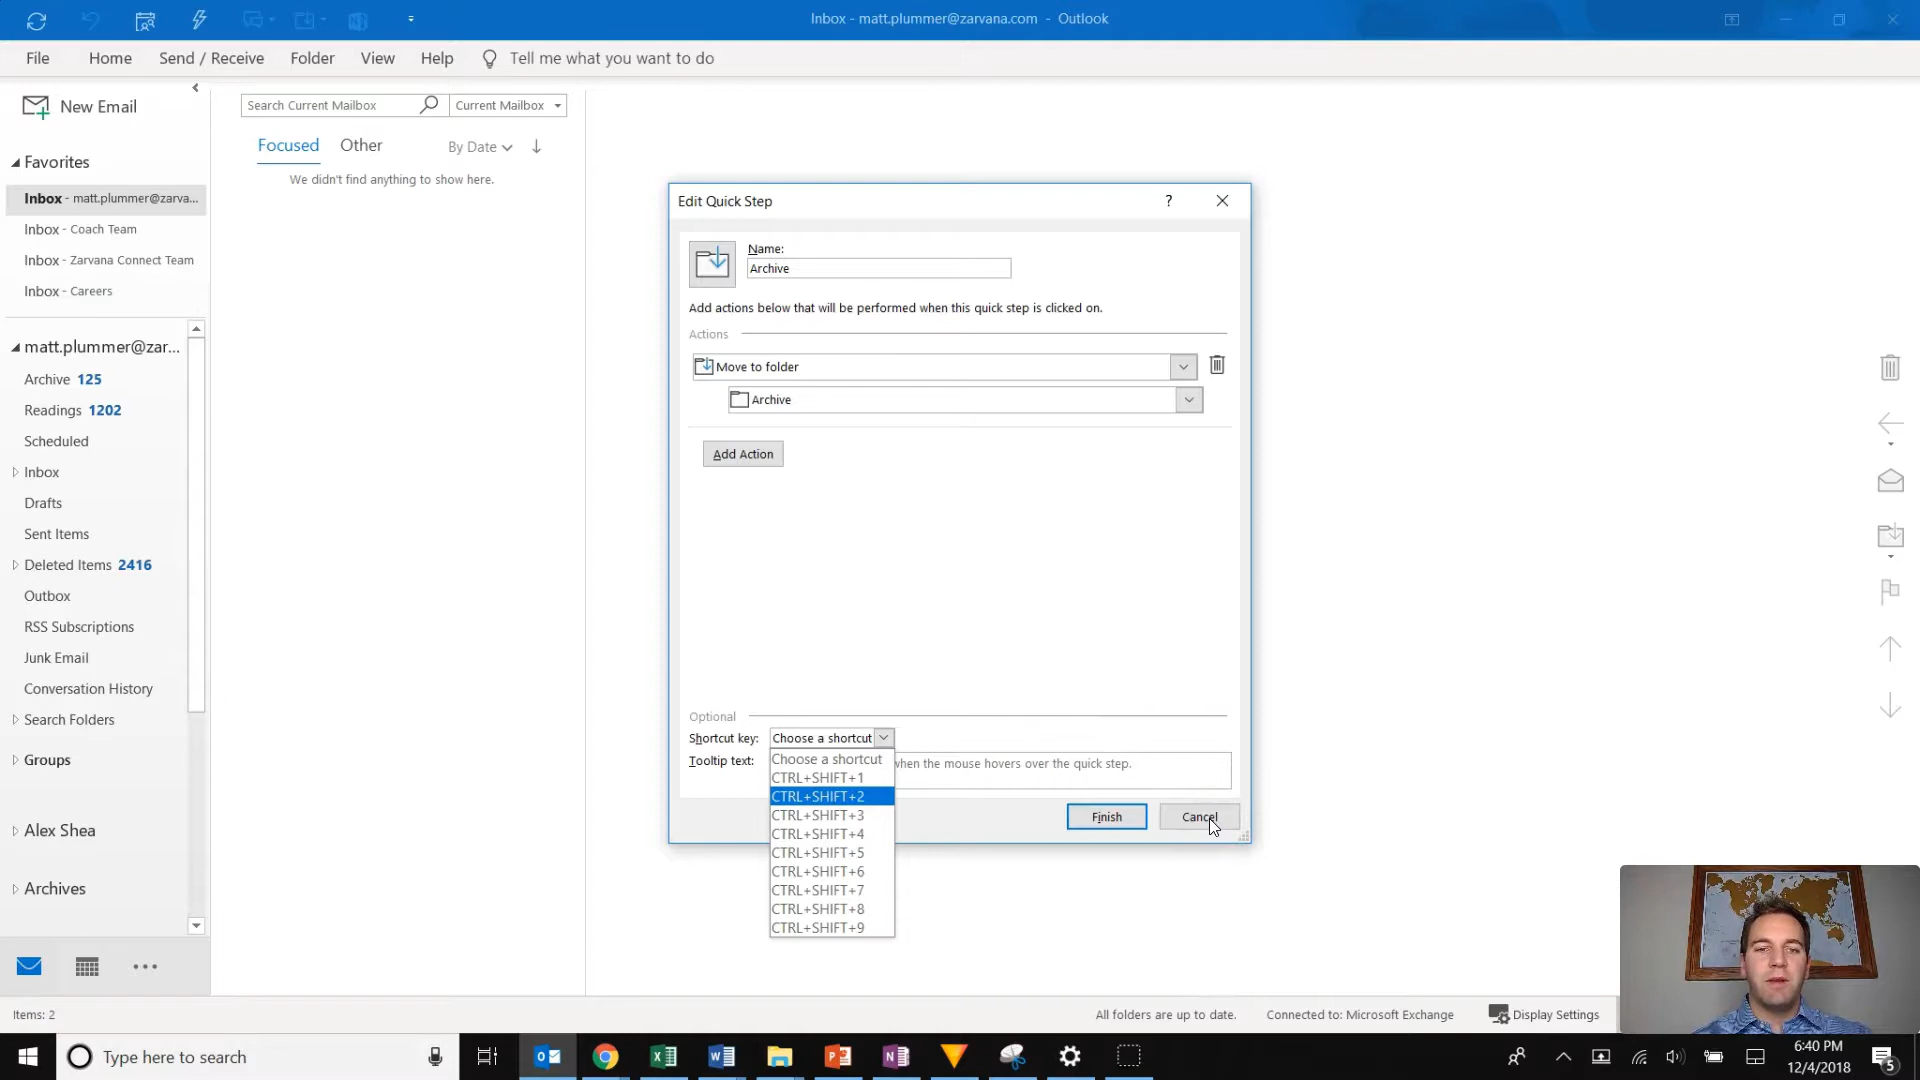 Inbox - matt.plummer@zarvana.com - Outlook
File Home Send / Receive Folder View Help Tell me what you want to do
New Email
Search Current Mailbox Current Mailbox
Focused Other By Date
We didn't find anything to show here.
Favorites
Inbox - matt.plummer@zarva...
Inbox - Coach Team
Inbox - Zarvana Connect Team
Inbox - Careers
matt.plummer@zar...
Archive 125
Readings 1202
Scheduled
Inbox
Drafts
Sent Items
Deleted Items 2416
Outbox
RSS Subscriptions
Junk Email
Conversation History
Search Folders
Groups
Alex Shea
Archives
Edit Quick Step ?
Name:
Archive
Add actions below that will be performed when this quick step is clicked on.
Actions
Move to folder
Archive
Add Action
Optional
Shortcut key: Choose a shortcut
Tooltip text: when the mouse hovers over the quick step.
Choose a shortcut
CTRL+SHIFT+1
CTRL+SHIFT+2
CTRL+SHIFT+3
CTRL+SHIFT+4
CTRL+SHIFT+5
CTRL+SHIFT+6
CTRL+SHIFT+7
CTRL+SHIFT+8
CTRL+SHIFT+9
Finish Cancel
Items: 2 All folders are up to date. Connected to: Microsoft Exchange Display Settings
Type here to search
6:40 PM
12/4/2018
5